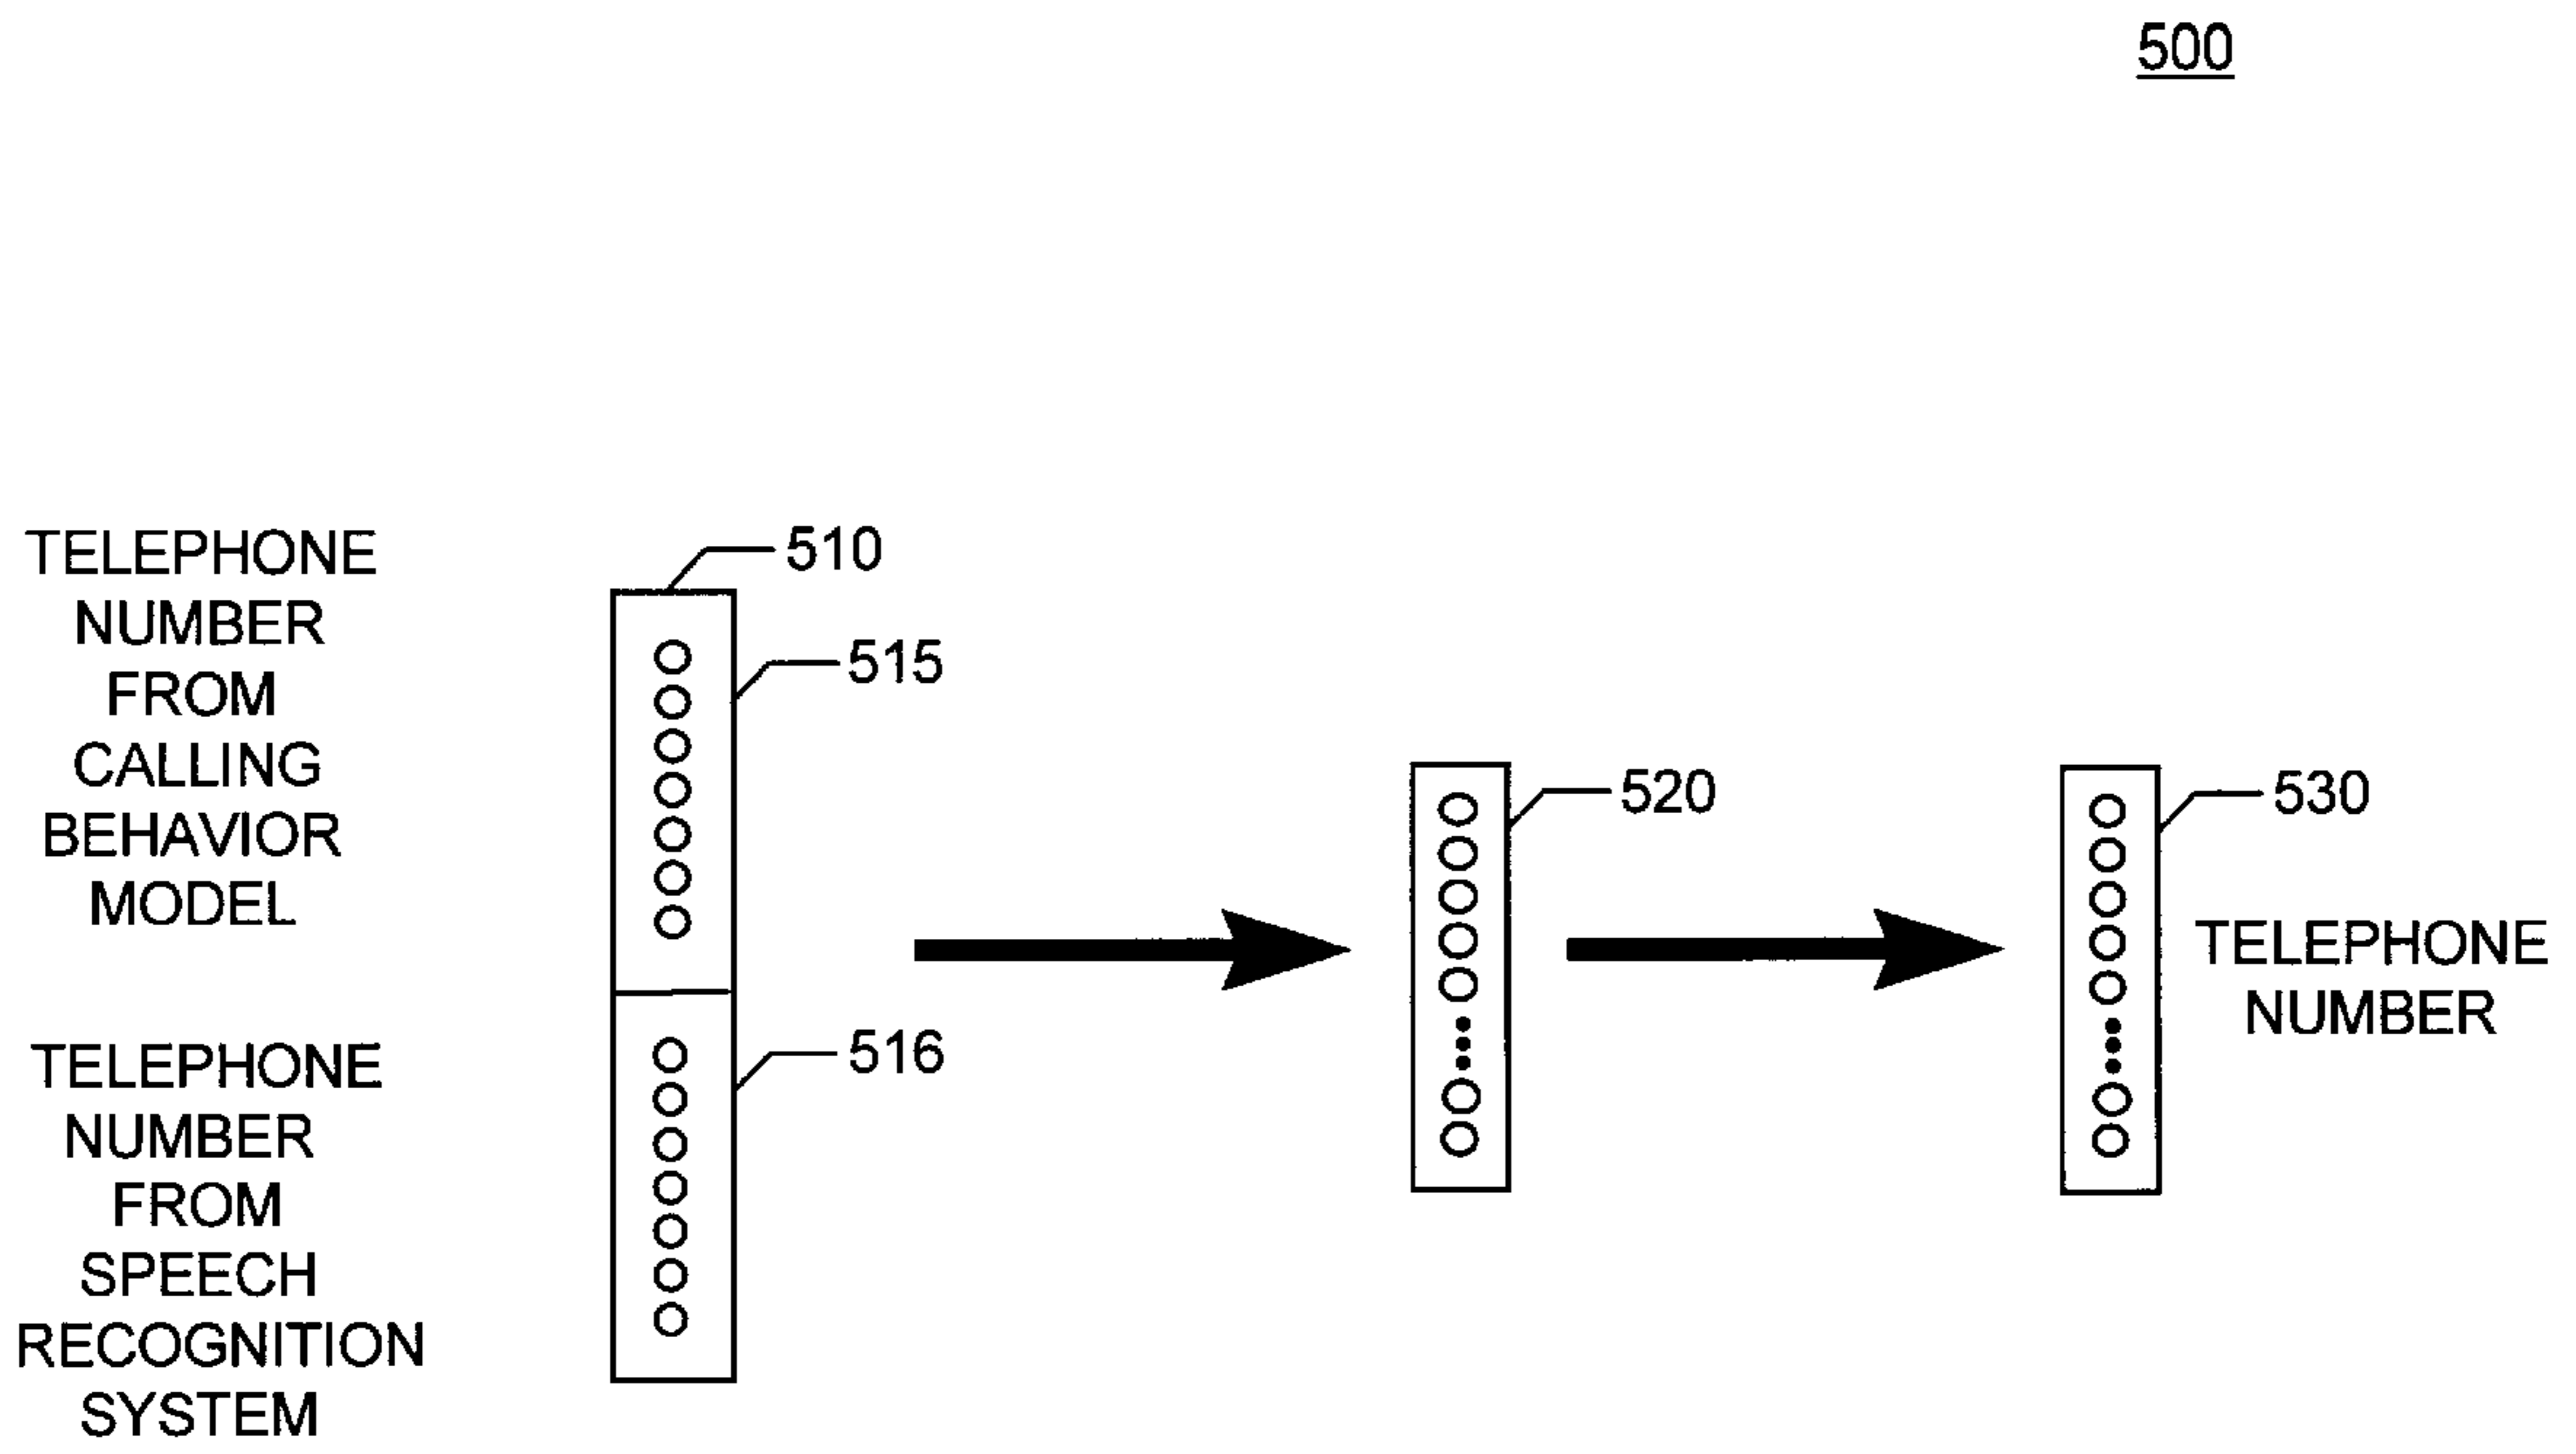 500
TELEPHONE
NUMBER
FROM
CALLING
BEHAVIOR
MODEL
510
515
TELEPHONE
NUMBER
FROM
SPEECH
RECOGNITION
SYSTEM
516
520
530
TELEPHONE
NUMBER